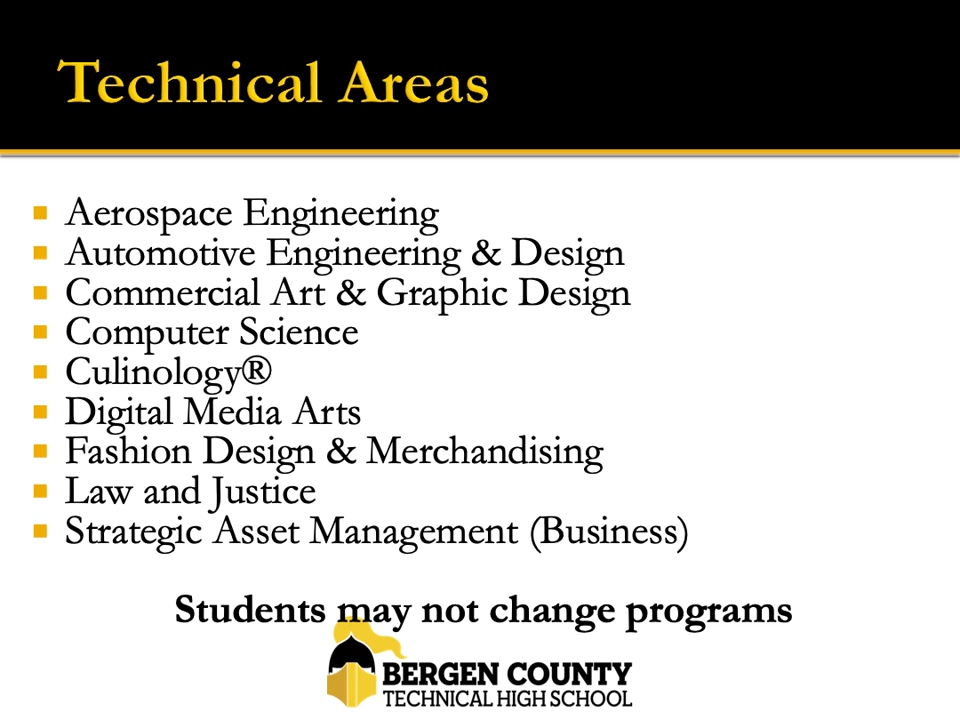 Technical Areas
Aerospace Engineering
Automotive Engineering & Design
Commercial Art & Graphic Design
Computer Science
Culinology®
Digital Media Arts
Fashion Design & Merchandising
Law and Justice
Strategic Asset Management (Business)
Students may not change programs
BERGEN COUNTY
TECHNICAL HIGH SCHOOL